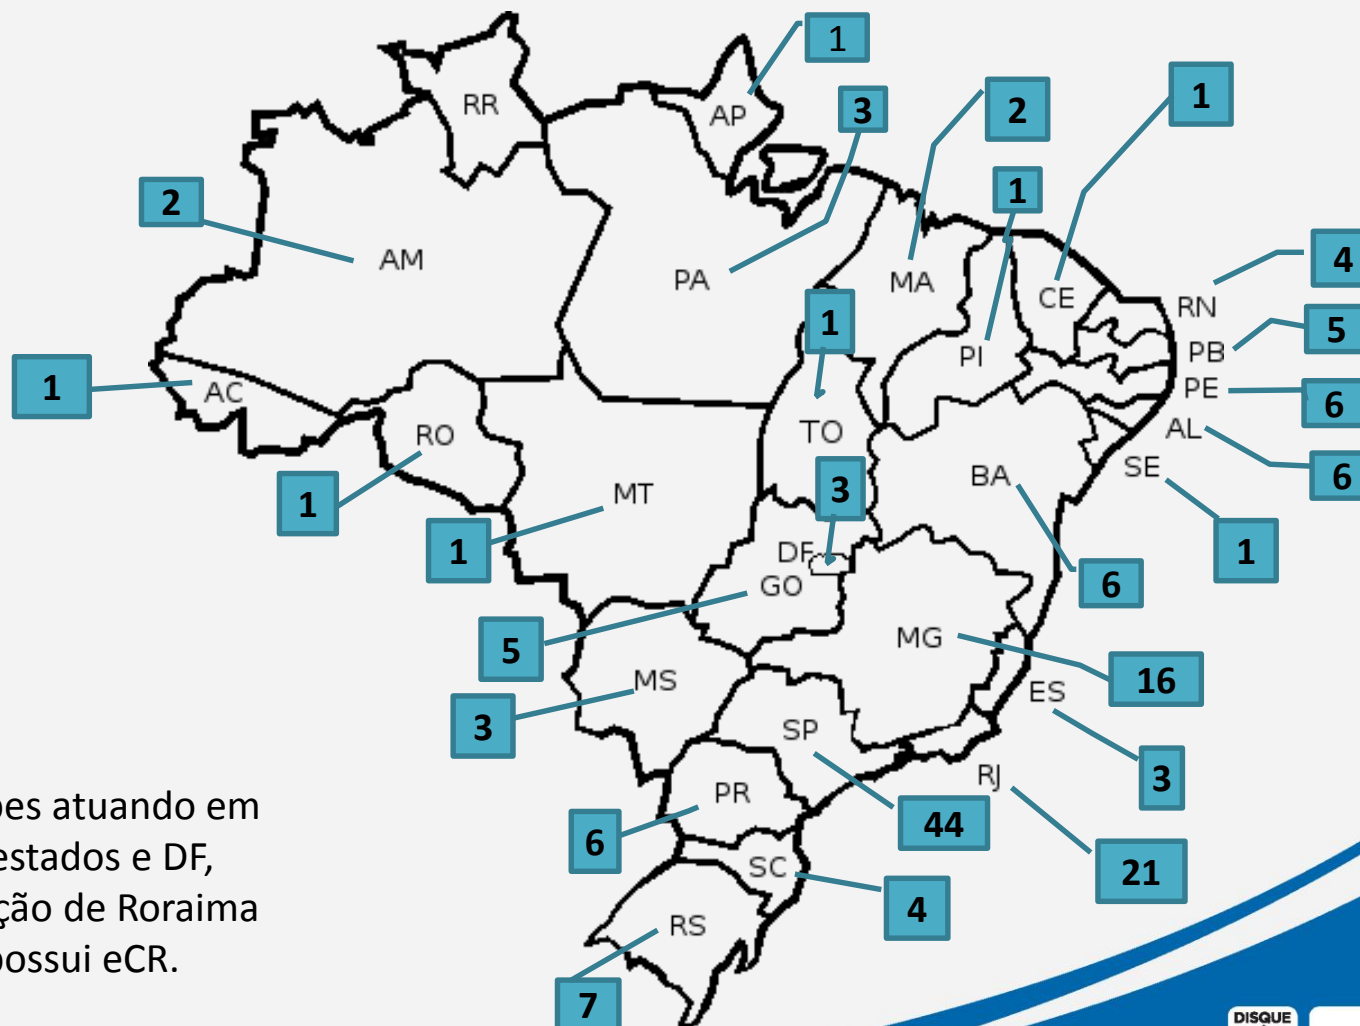 1
RR
AP
3
2
1
1
2
AM
PA
MA
CE
4
RN
1
5
PB
PI
1
AC
PE
6
AL
TO
RO
6
SE
BA
3
MT
1
1
1
DF
GO
6
5
MG
16
MS
ES
3
SP
3
RJ
PR
44
6
SC
21
4
RS
7
atuando em
estados e DF,
de Roraima
possui eCR.
DISQUE